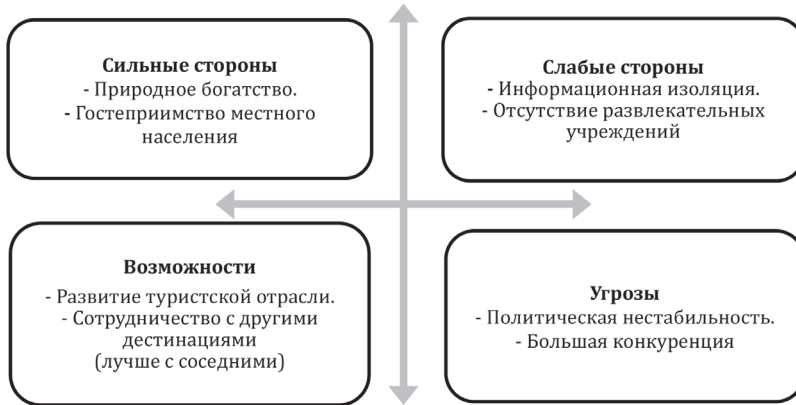 Сильные стороны
- Природное богатство.
- Гостеприимство местного
населения
Слабые стороны
- Информационная изоляция.
- Отсутствие развлекательных
учреждений
Возможности
- Развитие туристской отрасли.
- Сотрудничество с другими
дестинациями
(лучше с соседними)
Угрозы
- Политическая нестабильность.
- Большая конкуренция